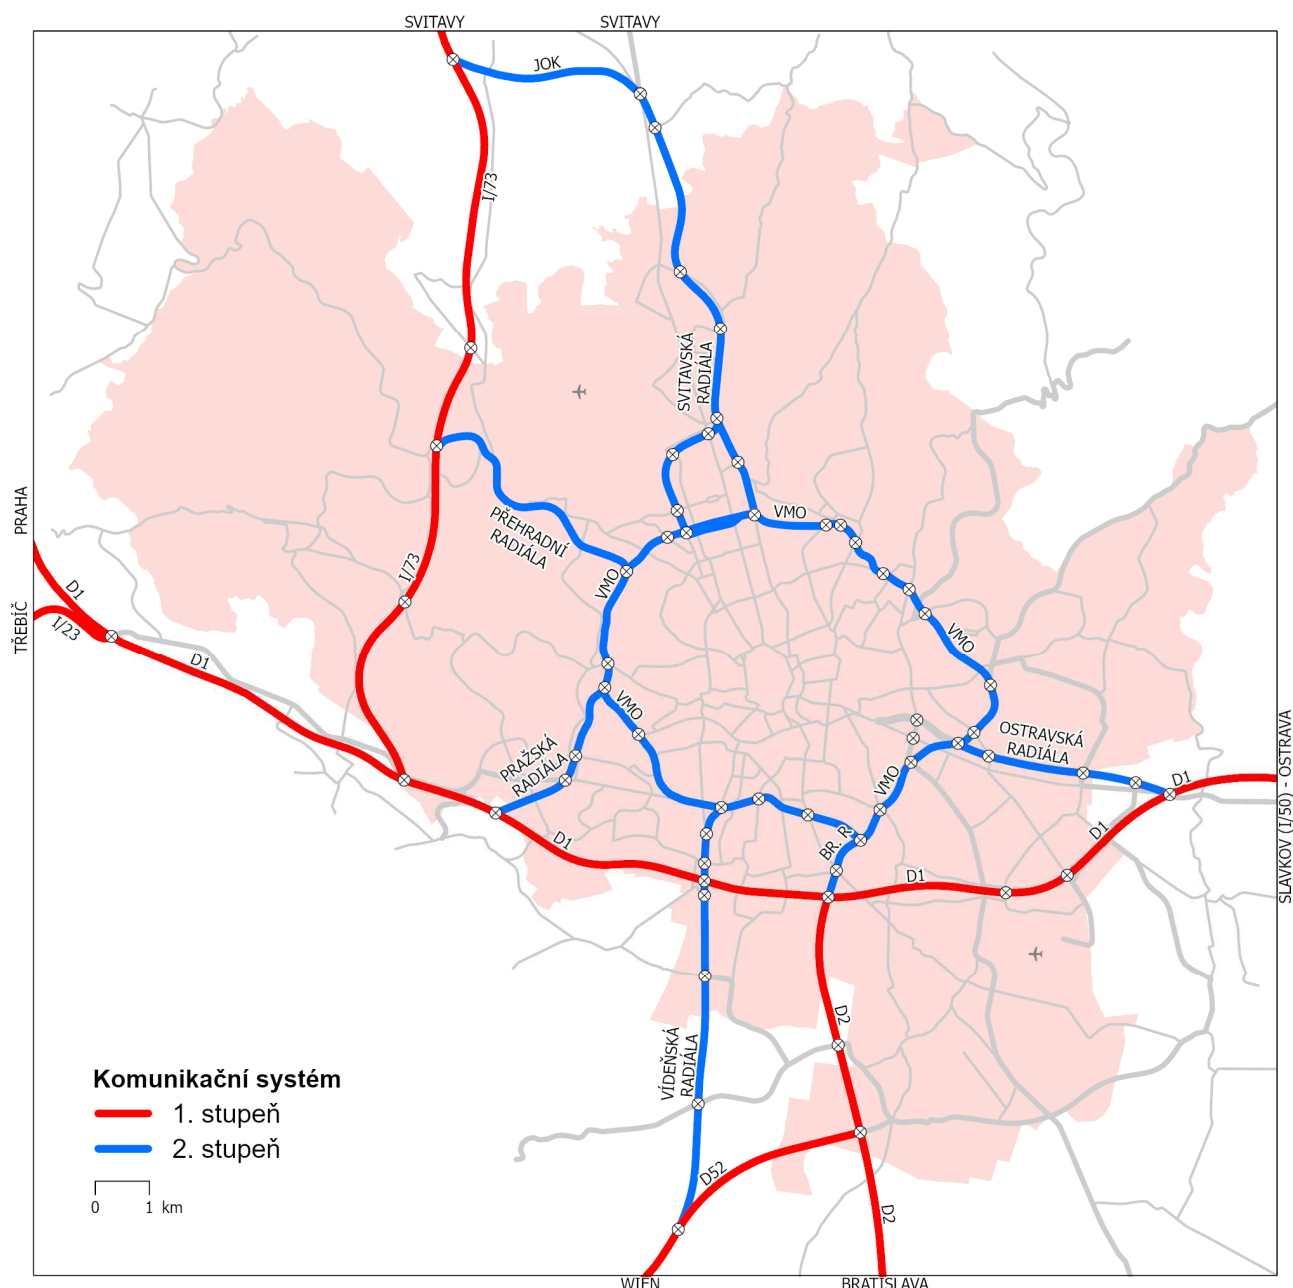 SVITAVY
SVITAVY
JOK
I/73
SVITAVSKÁ
RADIÁLA
PRAHA
TŘEBÍČ
D1
I/23
D1
I/73
PŘEHRADNÍ
RADIÁLA
VMO
VMO
VMO
VMO
OSTRAVSKÁ
RADIÁLA
PRAŽSKÁ
RADIÁLA
VMO
BR. R.
D1
D1
D1
D1
SLAVKOV (I/50) - OSTRAVA
D2
VÍDEŇSKÁ
RADIÁLA
D52
D2
Komunikační systém
1. stupeň
2. stupeň
0 1 km
WIEN
BRATISLAVA